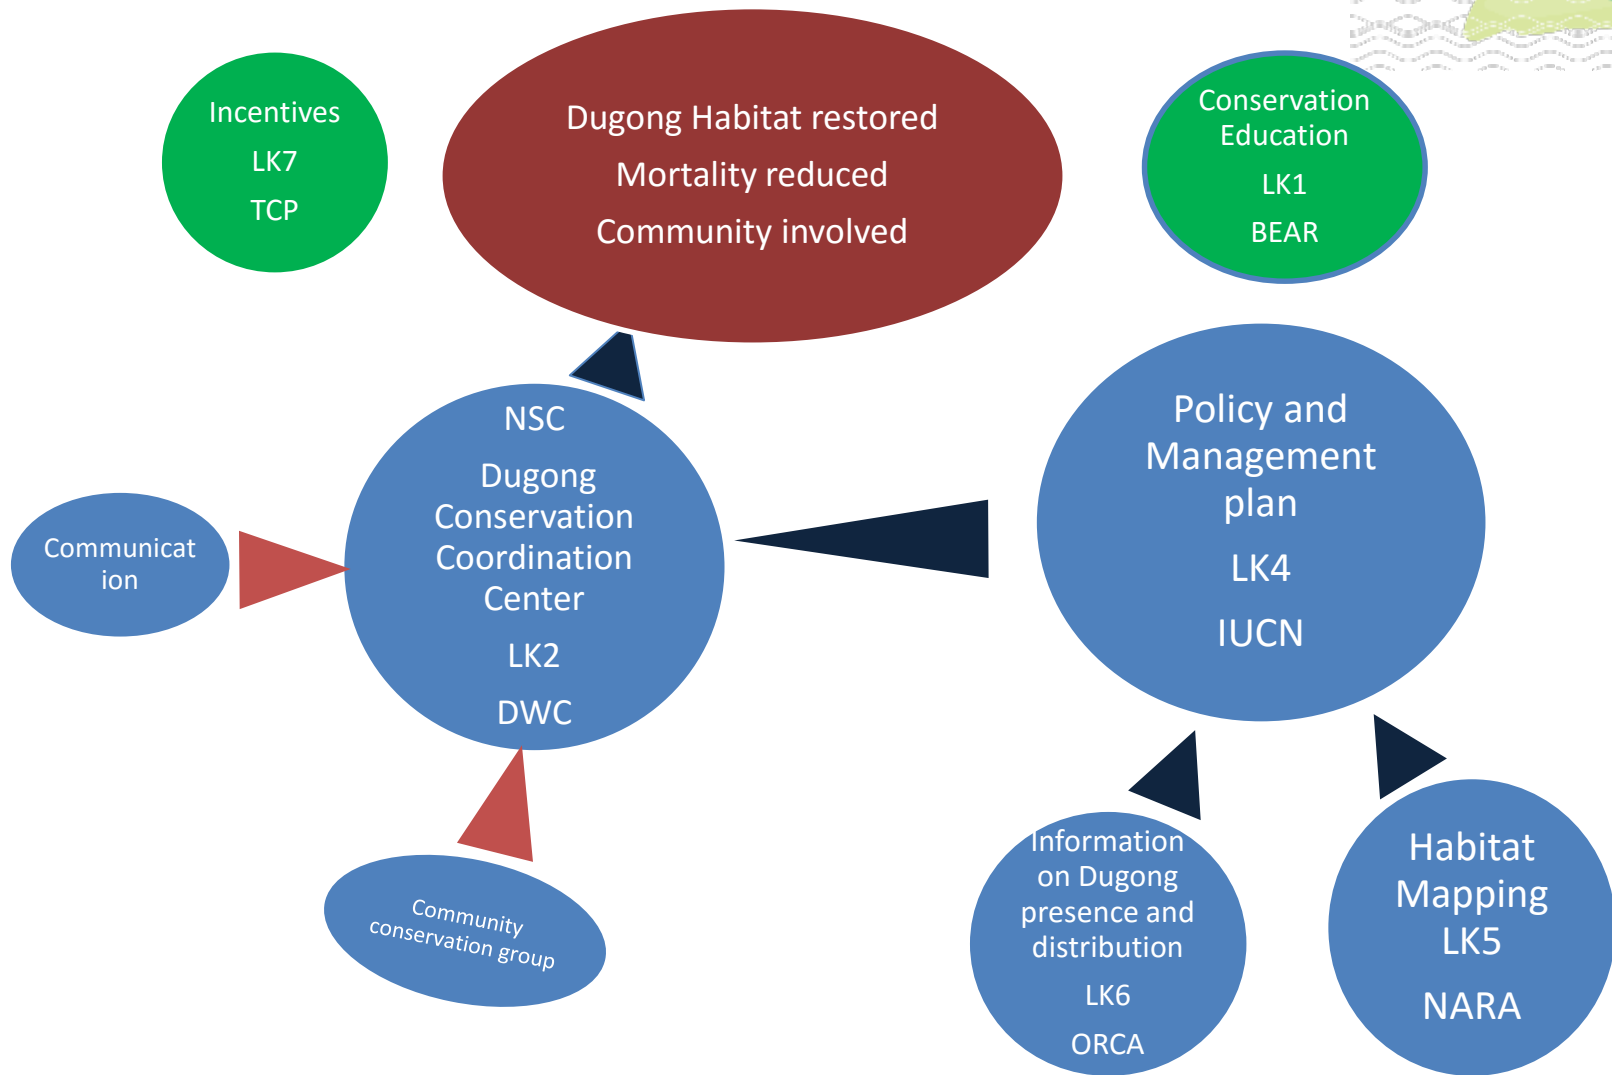 Incentives
LK7
TCP
Dugong Habitat restored
Mortality reduced
Community involved
Conservation
Education
LK1
BEAR
NSC
Dugong
Conservation
Coordination
Center
LK2
DWC
Policy and
Management
plan
LK4
IUCN
Communicat
ion
Community
conservation group
Information
on Dugong
presence and
distribution
LK6
ORCA
Habitat
Mapping
LK5
NARA